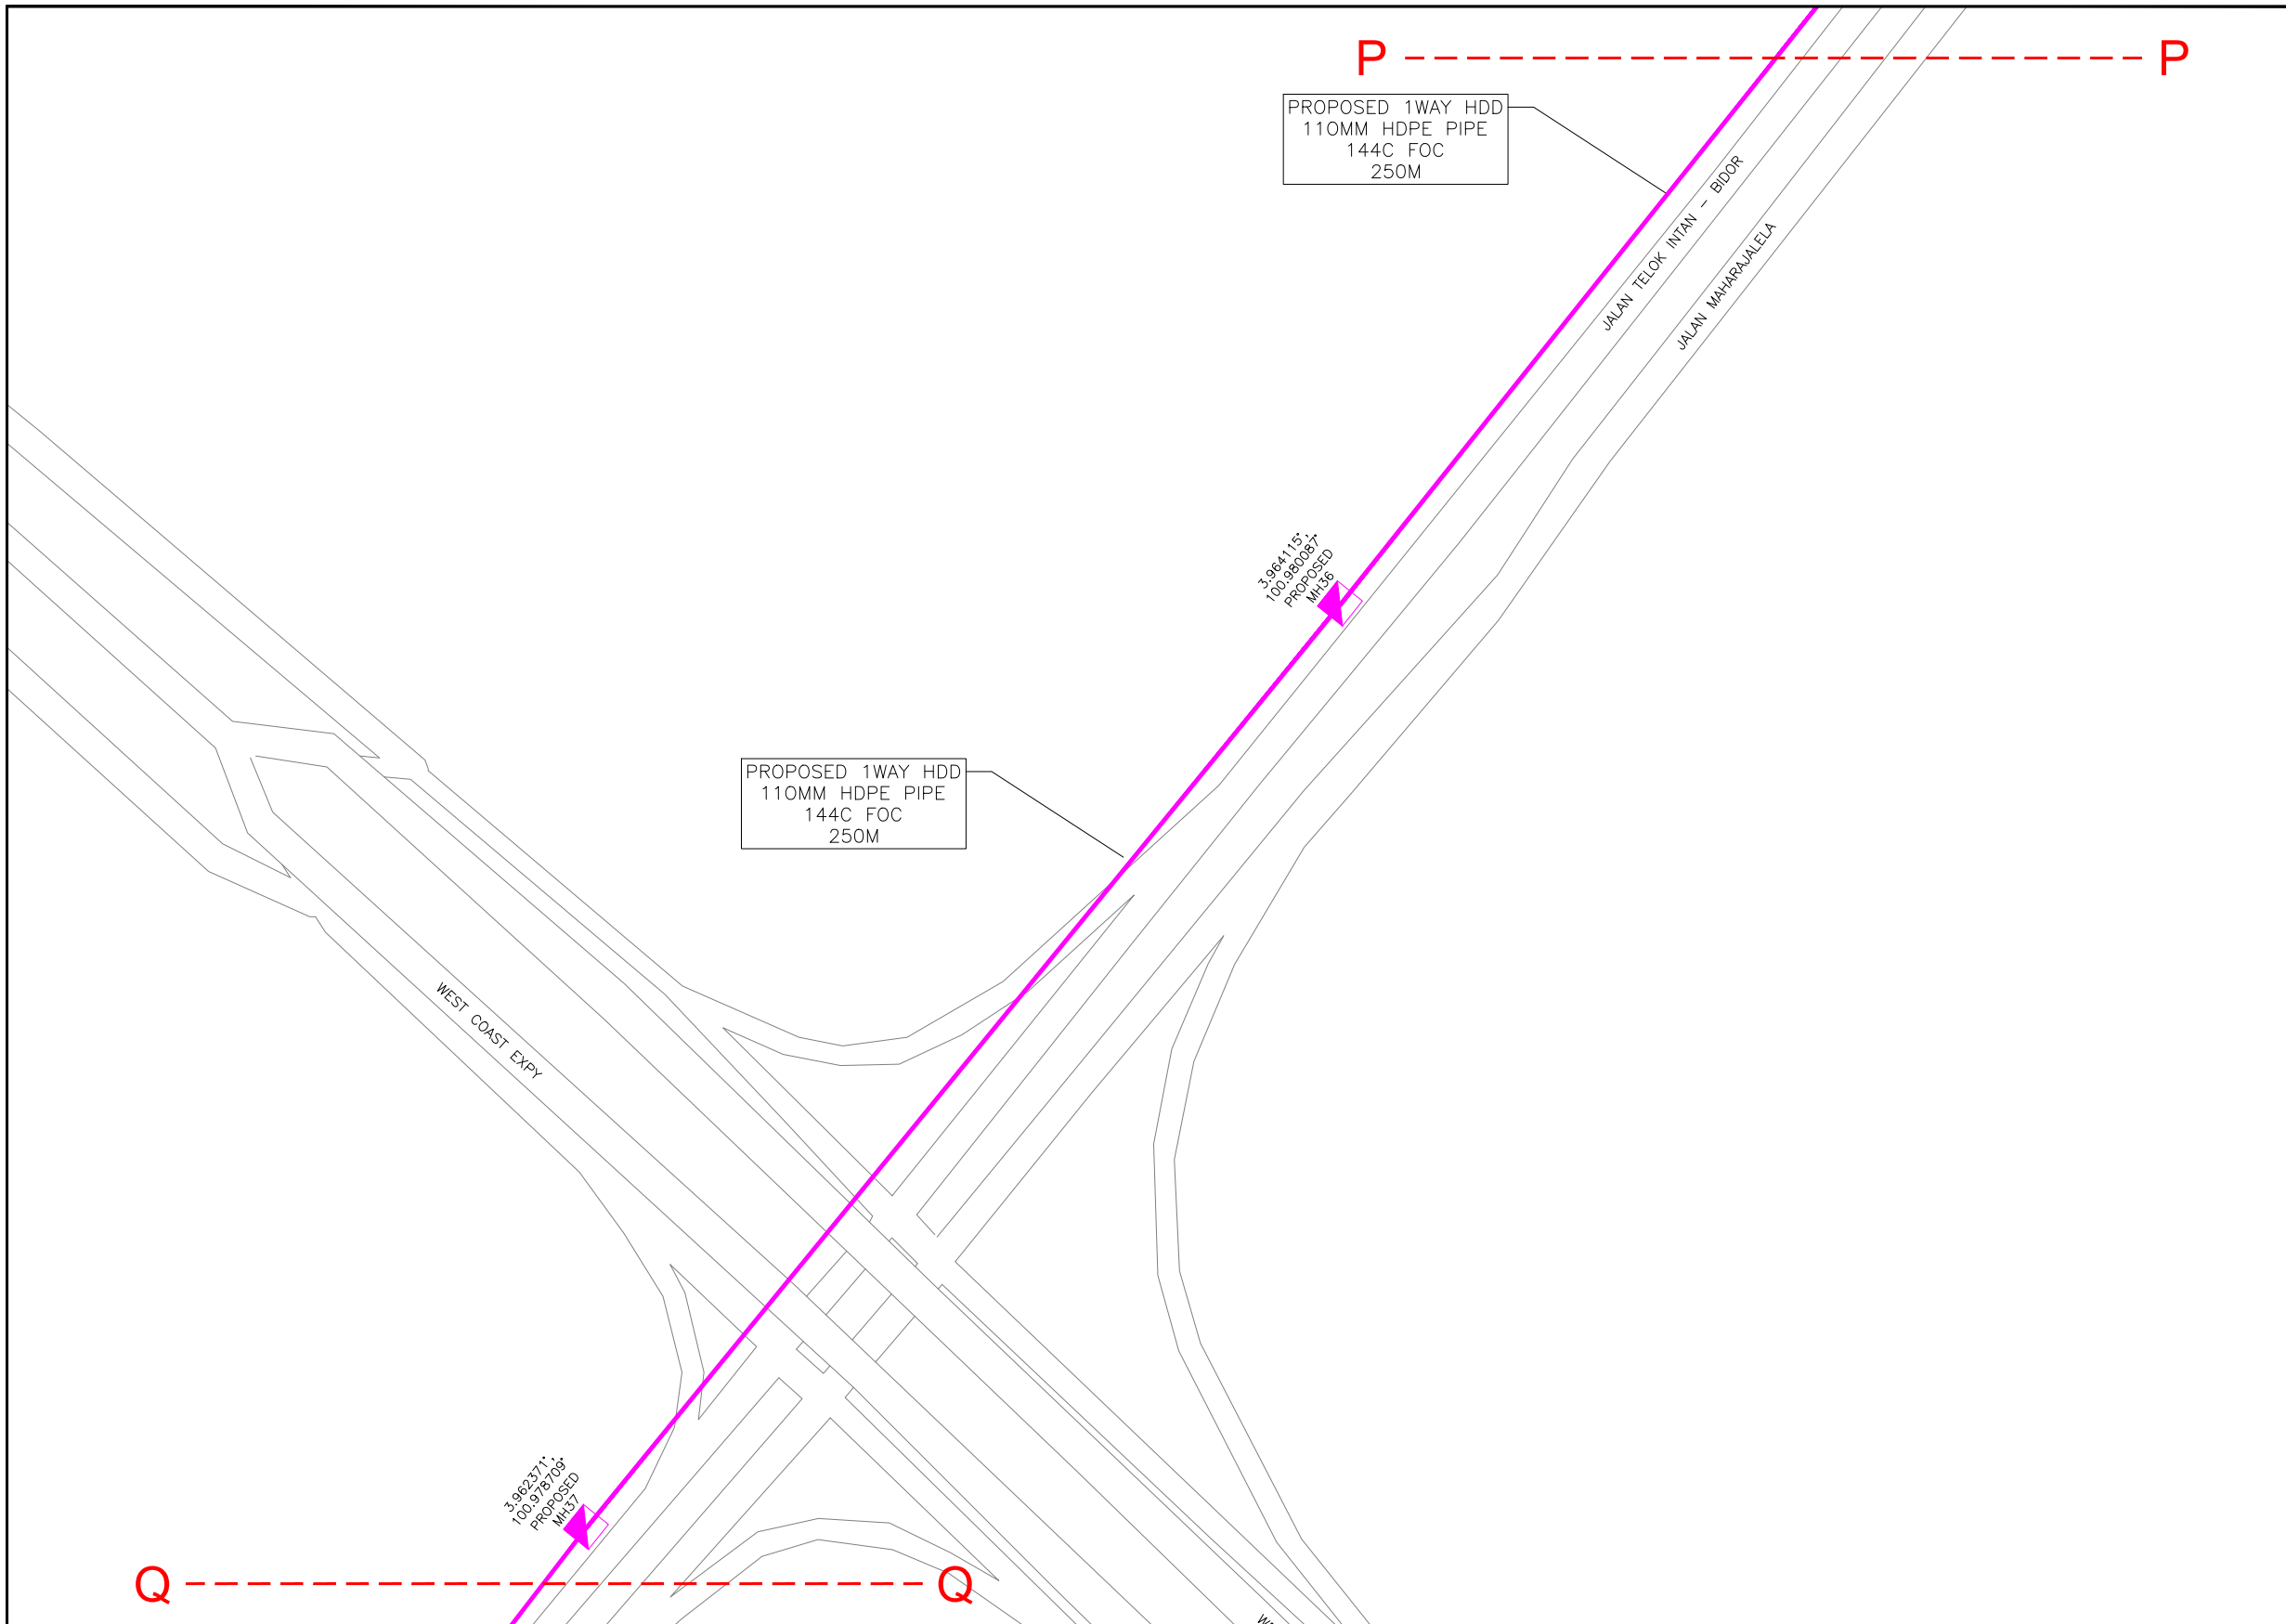 P
P
PROPOSED 1WAY HDD
110MM HDPE PIPE
144C FOC
250M
JALAN TELOK INTAN - BIDOR
JALAN MAHARAJALELA
3.964115°,
100.980087°
PROPOSED
MH36
PROPOSED 1WAY HDD
110MM HDPE PIPE
144C FOC
250M
WEST COAST EXPY
3.962371°,
100.978709°
PROPOSED
MH37
Q
Q